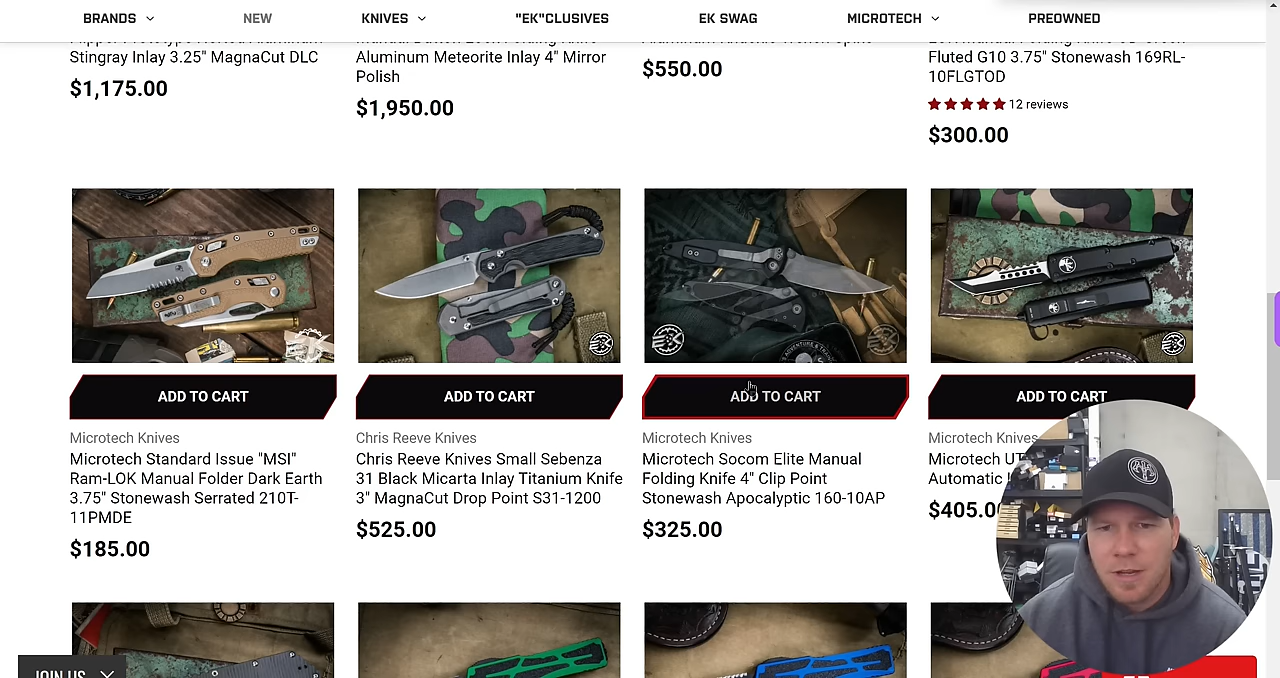 BRANDS
NEW
KNIVES
"EK"CLUSIVES
EK SWAG
MICROTECH
PREOWNED
Stingray Inlay 3.25" MagnaCut DLC
$1,175.00
Aluminum Meteorite Inlay 4" Mirror
Polish
$1,950.00
$550.00
Fluted G10 3.75" Stonewash 169RL-
10FLGTOD
12 reviews
$300.00
ADD TO CART
Microtech Knives
Microtech Standard Issue "MSI"
Ram-LOK Manual Folder Dark Earth
3.75" Stonewash Serrated 210T-
11PMDE
$185.00
ADD TO CART
Chris Reeve Knives
Chris Reeve Knives Small Sebenza
31 Black Micarta Inlay Titanium Knife
3" MagnaCut Drop Point S31-1200
$525.00
ADD TO CART
Microtech Knives
Microtech Socom Elite Manual
Folding Knife 4" Clip Point
Stonewash Apocalyptic 160-10AP
$325.00
ADD TO CART
Microtech Knives
Microtech
Automatic
$405.00
JOIN US